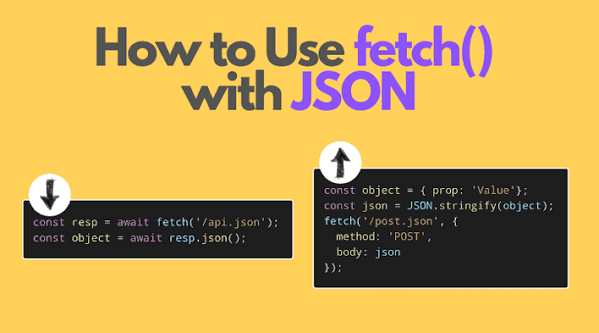 How to Use fetch()
with JSON
const resp = await fetch('/api.json');
const object = await resp.json();
const object = { prop: 'Value'};
const json = JSON.stringify(object);
fetch('/post.json', {
  method: 'POST',
  body: json
});